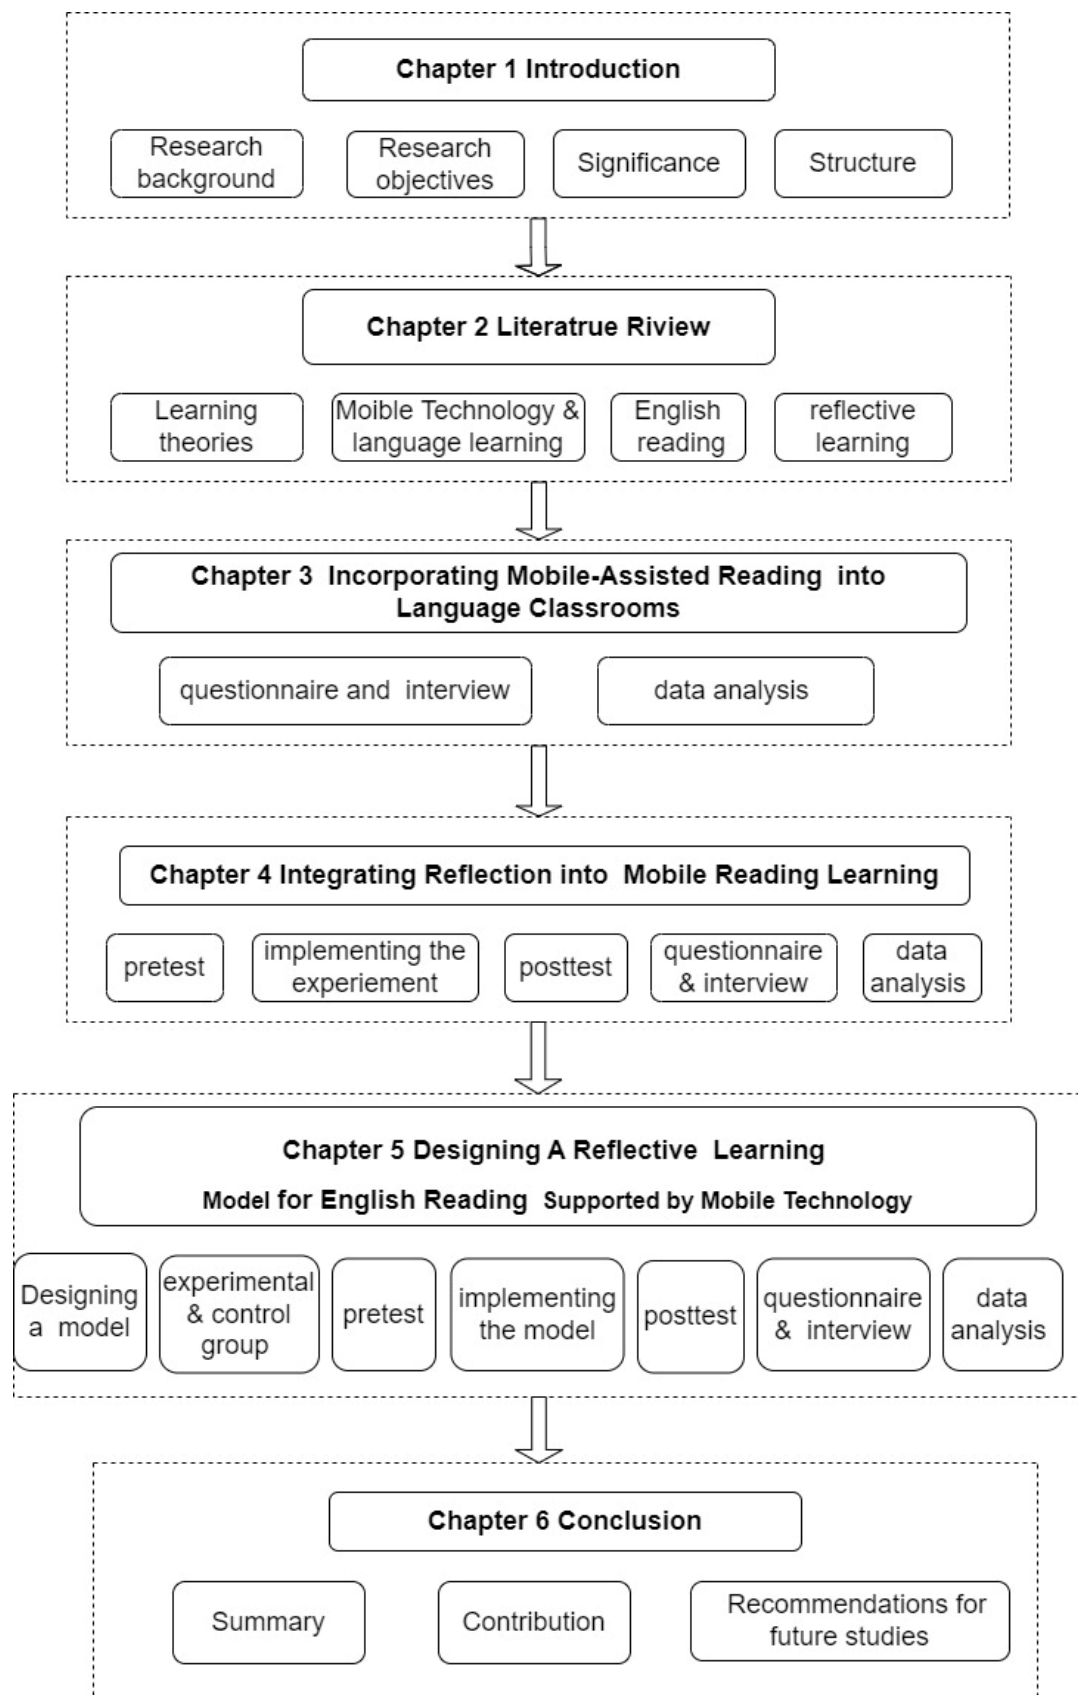 Chapter 1 Introduction
Research
background
Research
objectives
Significance
Structure
Chapter 2 Literatrue Riview
Learning
theories
Moible Technology &
language learning
English
reading
reflective
learning
Chapter 3 Incorporating Mobile-Assisted Reading into
Language Classrooms
questionnaire and interview
data analysis
Chapter 4 Integrating Reflection into Mobile Reading Learning
pretest
implementing the
experiement
posttest
questionnaire
& interview
data
analysis
Chapter 5 Designing A Reflective Learning
Model for English Reading Supported by Mobile Technology
Designing
a model
experimental
& control
group
pretest
implementing
the model
posttest
questionnaire
& interview
data
analysis
Chapter 6 Conclusion
Summary
Contribution
Recommendations for
future studies